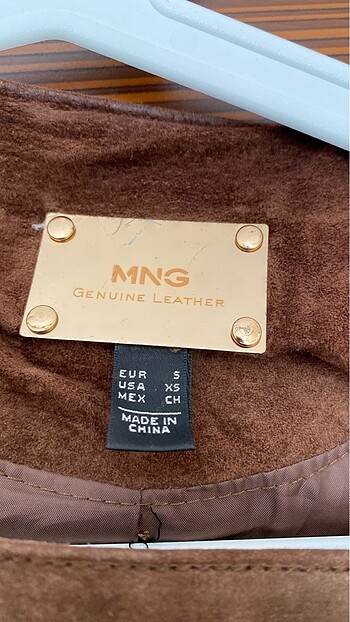 MNG
GENUINE LEATHER
EUR S
USA XS
MEX CH
MADE IN
CHINA